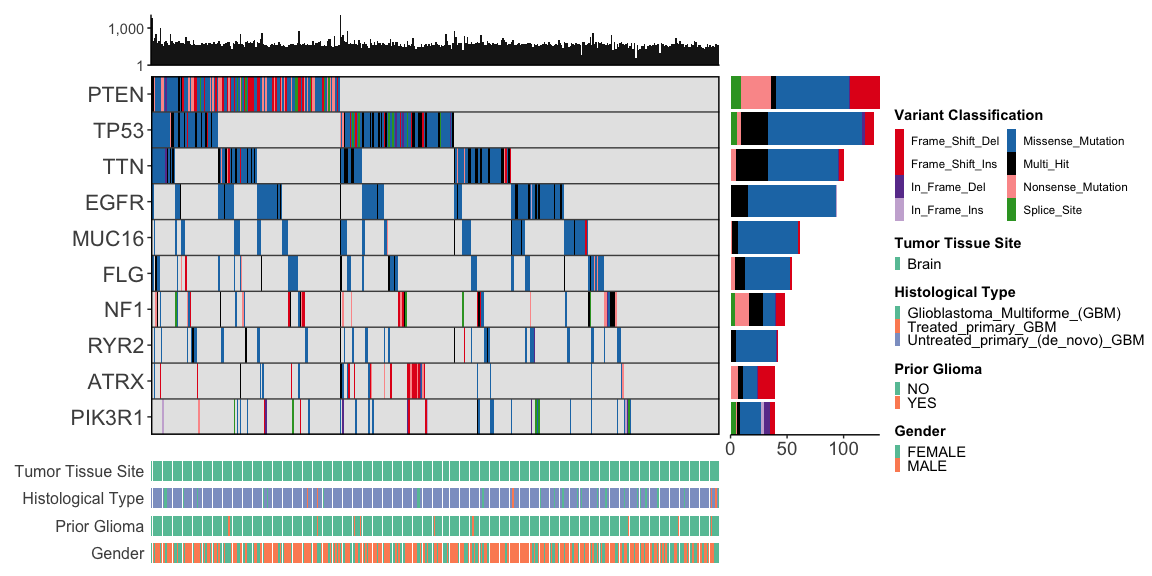 1,000
1
PTEN
TP53
TTN
EGFR
MUC16
FLG
NF1
RYR2
ATRX
PIK3R1
0 50 100
Tumor Tissue Site
Histological Type
Prior Glioma
Gender
Variant Classification
Frame_Shift_Del Missense_Mutation
Frame_Shift_Ins Multi_Hit
In_Frame_Del Nonsense_Mutation
In_Frame_Ins Splice_Site
Tumor Tissue Site
Brain
Histological Type
Glioblastoma_Multiforme_(GBM)
Treated_primary_GBM
Untreated_primary_(de_novo)_GBM
Prior Glioma
NO
YES
Gender
FEMALE
MALE